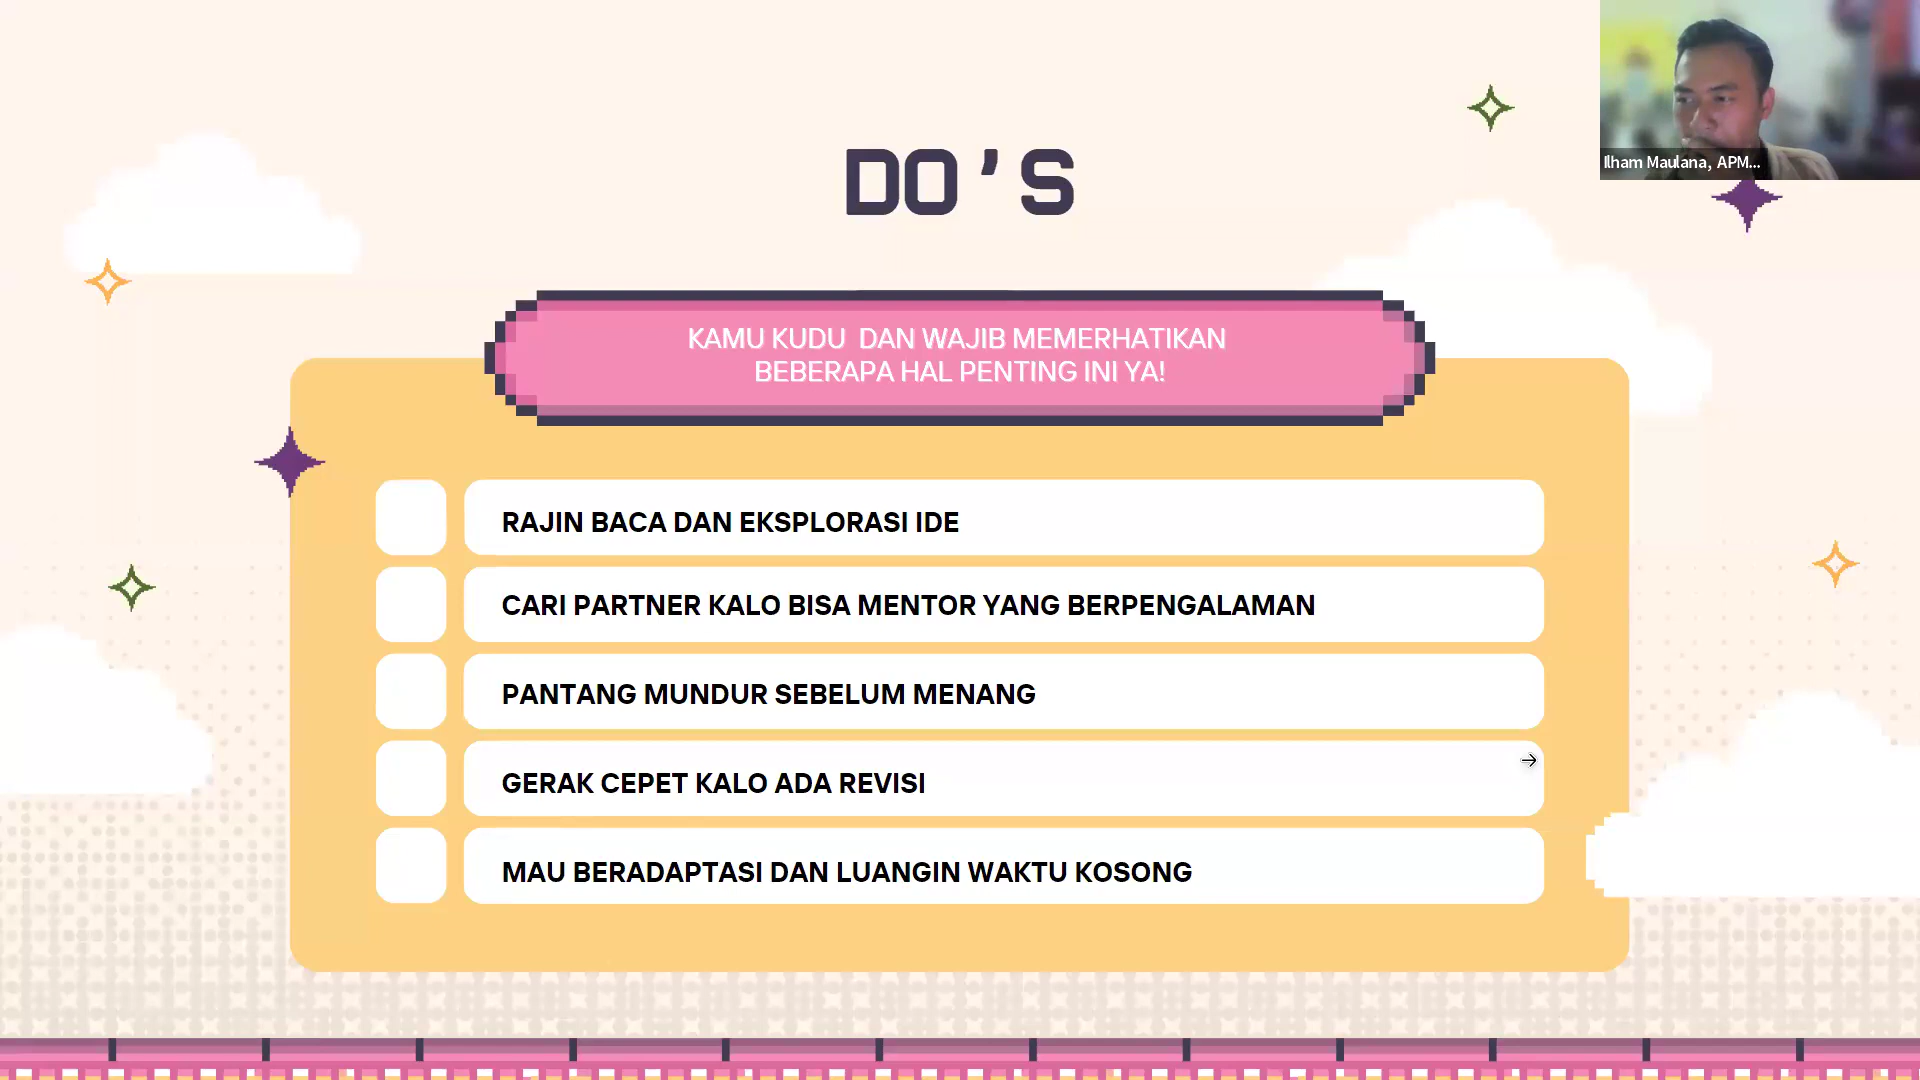 DO'S
Ilham Maulana, APM...
KAMU KUDU DAN WAJIB MEMERHATIKAN
BEBERAPA HAL PENTING INI YA!
RAJIN BACA DAN EKSPLORASI IDE
CARI PARTNER KALO BISA MENTOR YANG BERPENGALAMAN
PANTANG MUNDUR SEBELUM MENANG
GERAK CEPET KALO ADA REVISI
MAU BERADAPTASI DAN LUANGIN WAKTU KOSONG